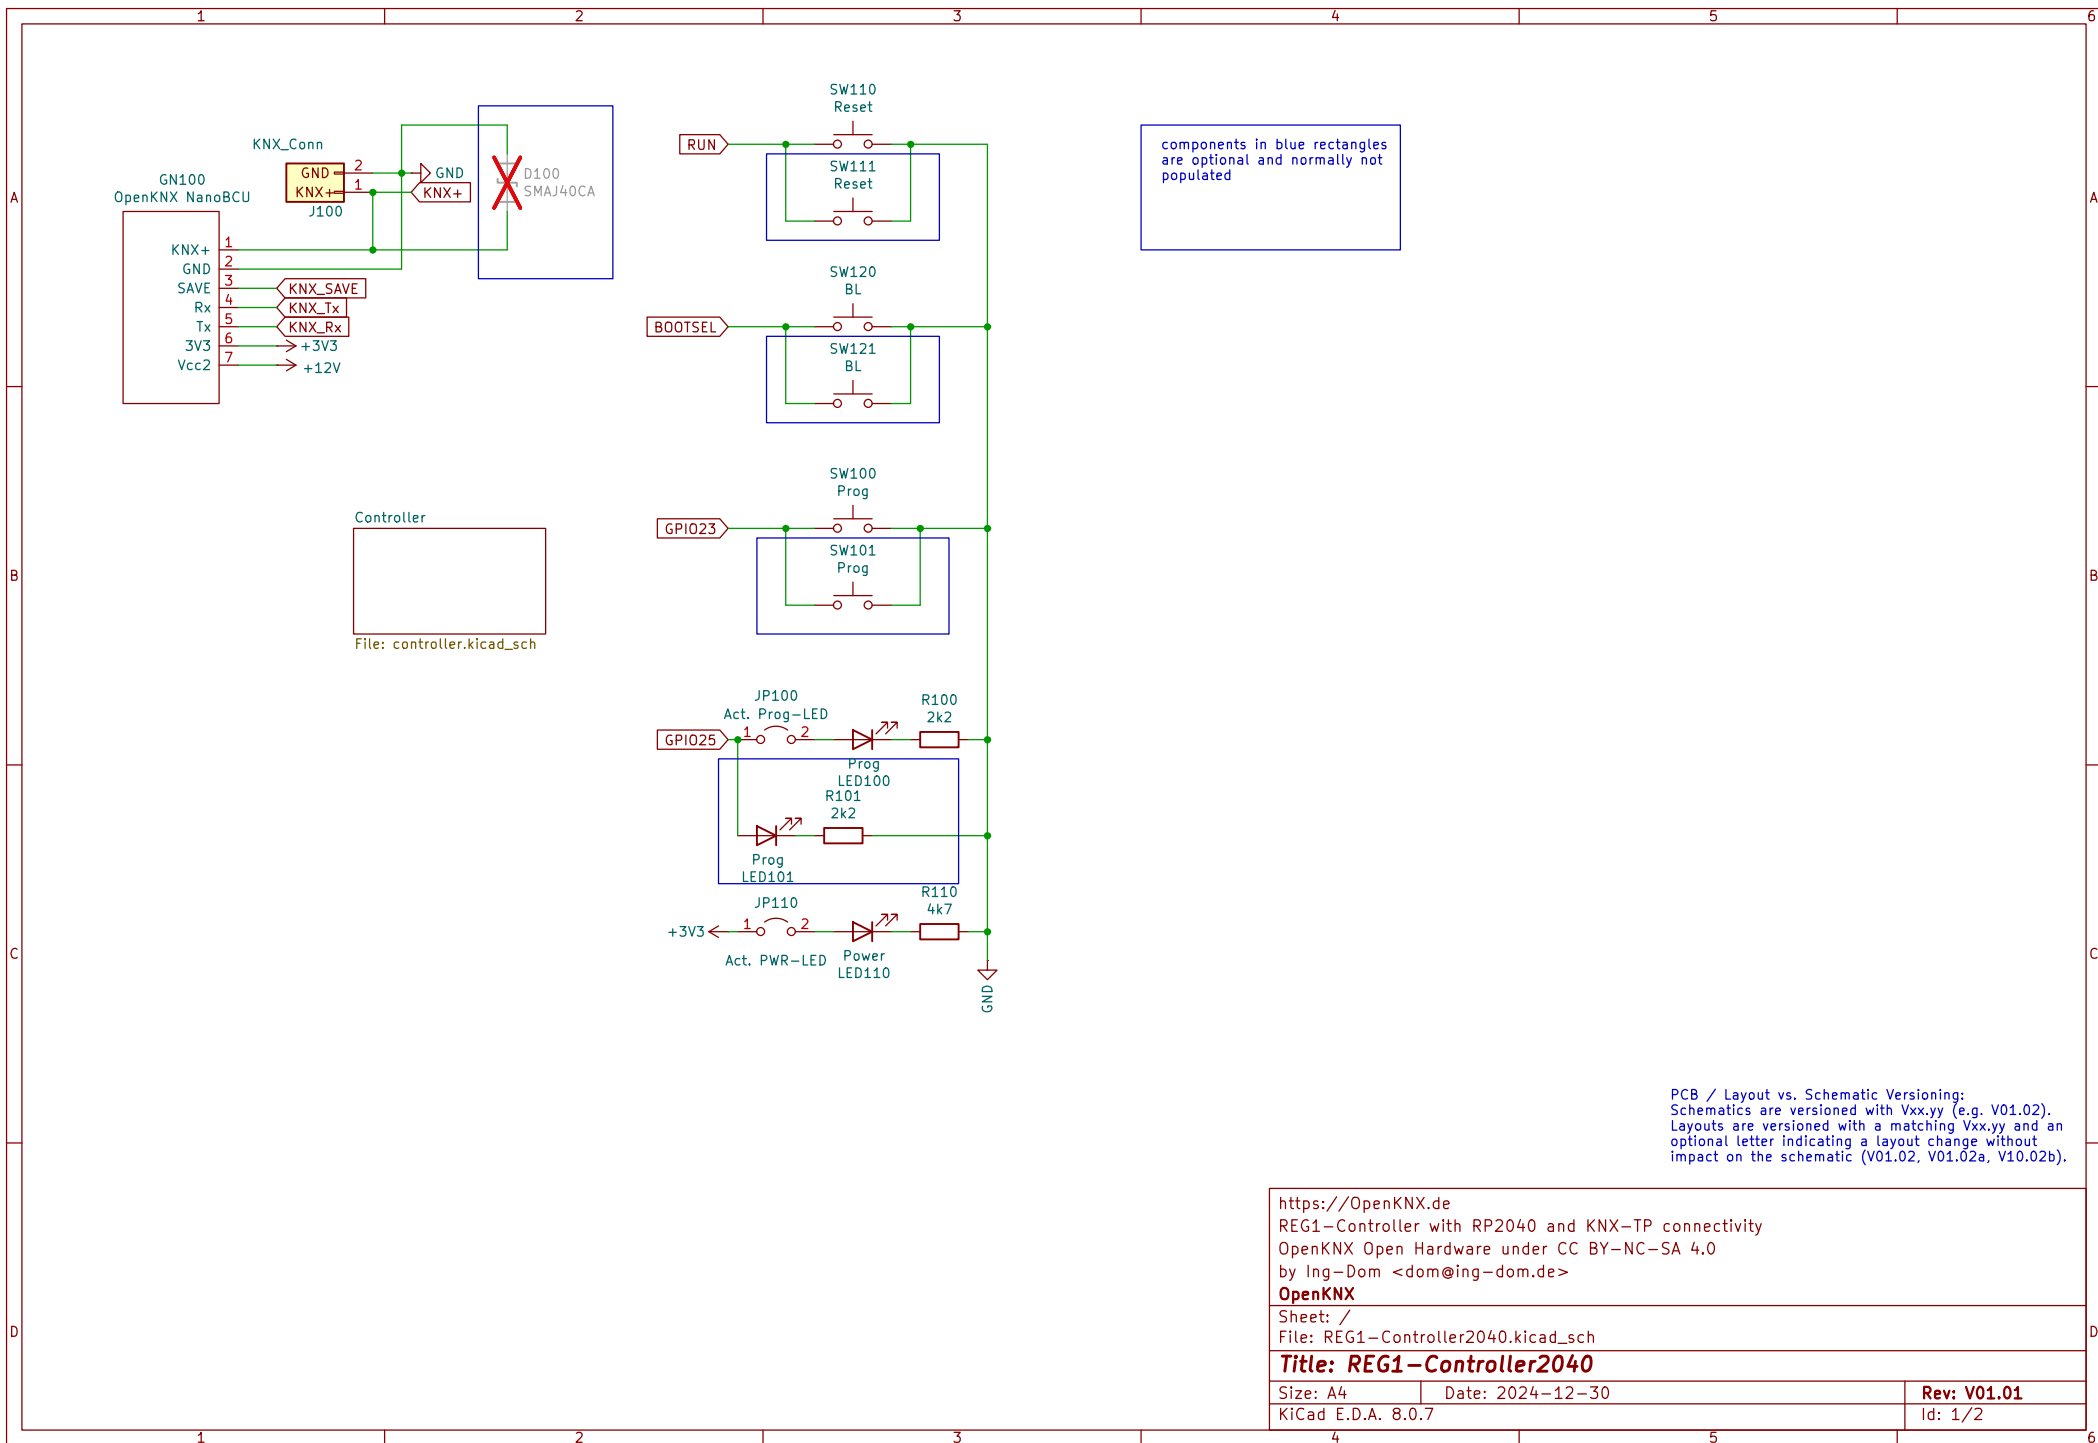 1 2 3 4 5 6
A A
B B
C C
D D
KNX_Conn
GND 2
KNX+ 1
J100
GND
KNX+
D100
SMAJ40CA
GN100
OpenKNX NanoBCU
KNX+ 1
GND 2
SAVE 3 KNX_SAVE
Rx 4 KNX_Tx
Tx 5 KNX_Rx
3V3 6 +3V3
Vcc2 7 +12V
Controller
File: controller.kicad_sch
SW110
Reset
RUN
SW111
Reset
SW120
BL
BOOTSEL
SW121
BL
SW100
Prog
GPIO23
SW101
Prog
JP100
Act. Prog-LED
R100
2k2
GPIO25 1 2
Prog
LED100
R101
2k2
Prog
LED101
R110
4k7
JP110
+3V3 1 2
Act. PWR-LED
Power
LED110
GND
components in blue rectangles
are optional and normally not
populated
PCB / Layout vs. Schematic Versioning:
Schematics are versioned with Vxx.yy (e.g. V01.02).
Layouts are versioned with a matching Vxx.yy and an
optional letter indicating a layout change without
impact on the schematic (V01.02, V01.02a, V10.02b).
https://OpenKNX.de
REG1-Controller with RP2040 and KNX-TP connectivity
OpenKNX Open Hardware under CC BY-NC-SA 4.0
by Ing-Dom <dom@ing-dom.de>
OpenKNX
Sheet: /
File: REG1-Controller2040.kicad_sch
Title: REG1-Controller2040
Size: A4 Date: 2024-12-30 Rev: V01.01
KiCad E.D.A. 8.0.7 Id: 1/2
1 2 3 4 5 6